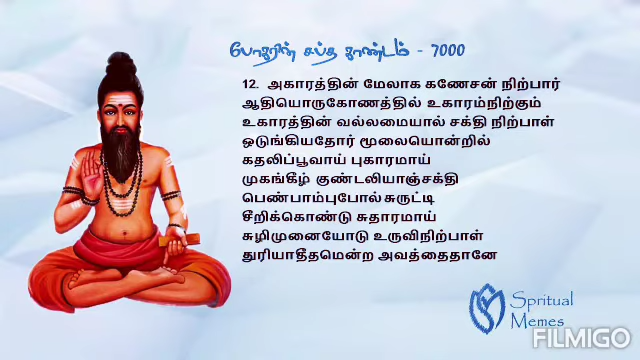 போகரின் சப்த காண்டம் - 7000
12. அகாரத்தின் மேலாக கணேசன் நிற்பார்
ஆதியொருகோணத்தில் உகாரம்நிற்கும்
உகாரத்தின் வல்லமையால் சக்தி நிற்பாள்
ஒடுங்கியதோர் மூலையொன்றில்
கதலிப்பூவாய் புகாரமாய்
முகங்கீழ் குண்டலியாஞ்சக்தி
பெண்பாம்புபோல் சுருட்டி
சீறிக்கொண்டு சுதாரமாய்
சுழிமுனையோடு உருவிநிற்பாள்
துரியாதீதமென்ற அவத்தைதானே
Spritual
Memes
FILMIGO